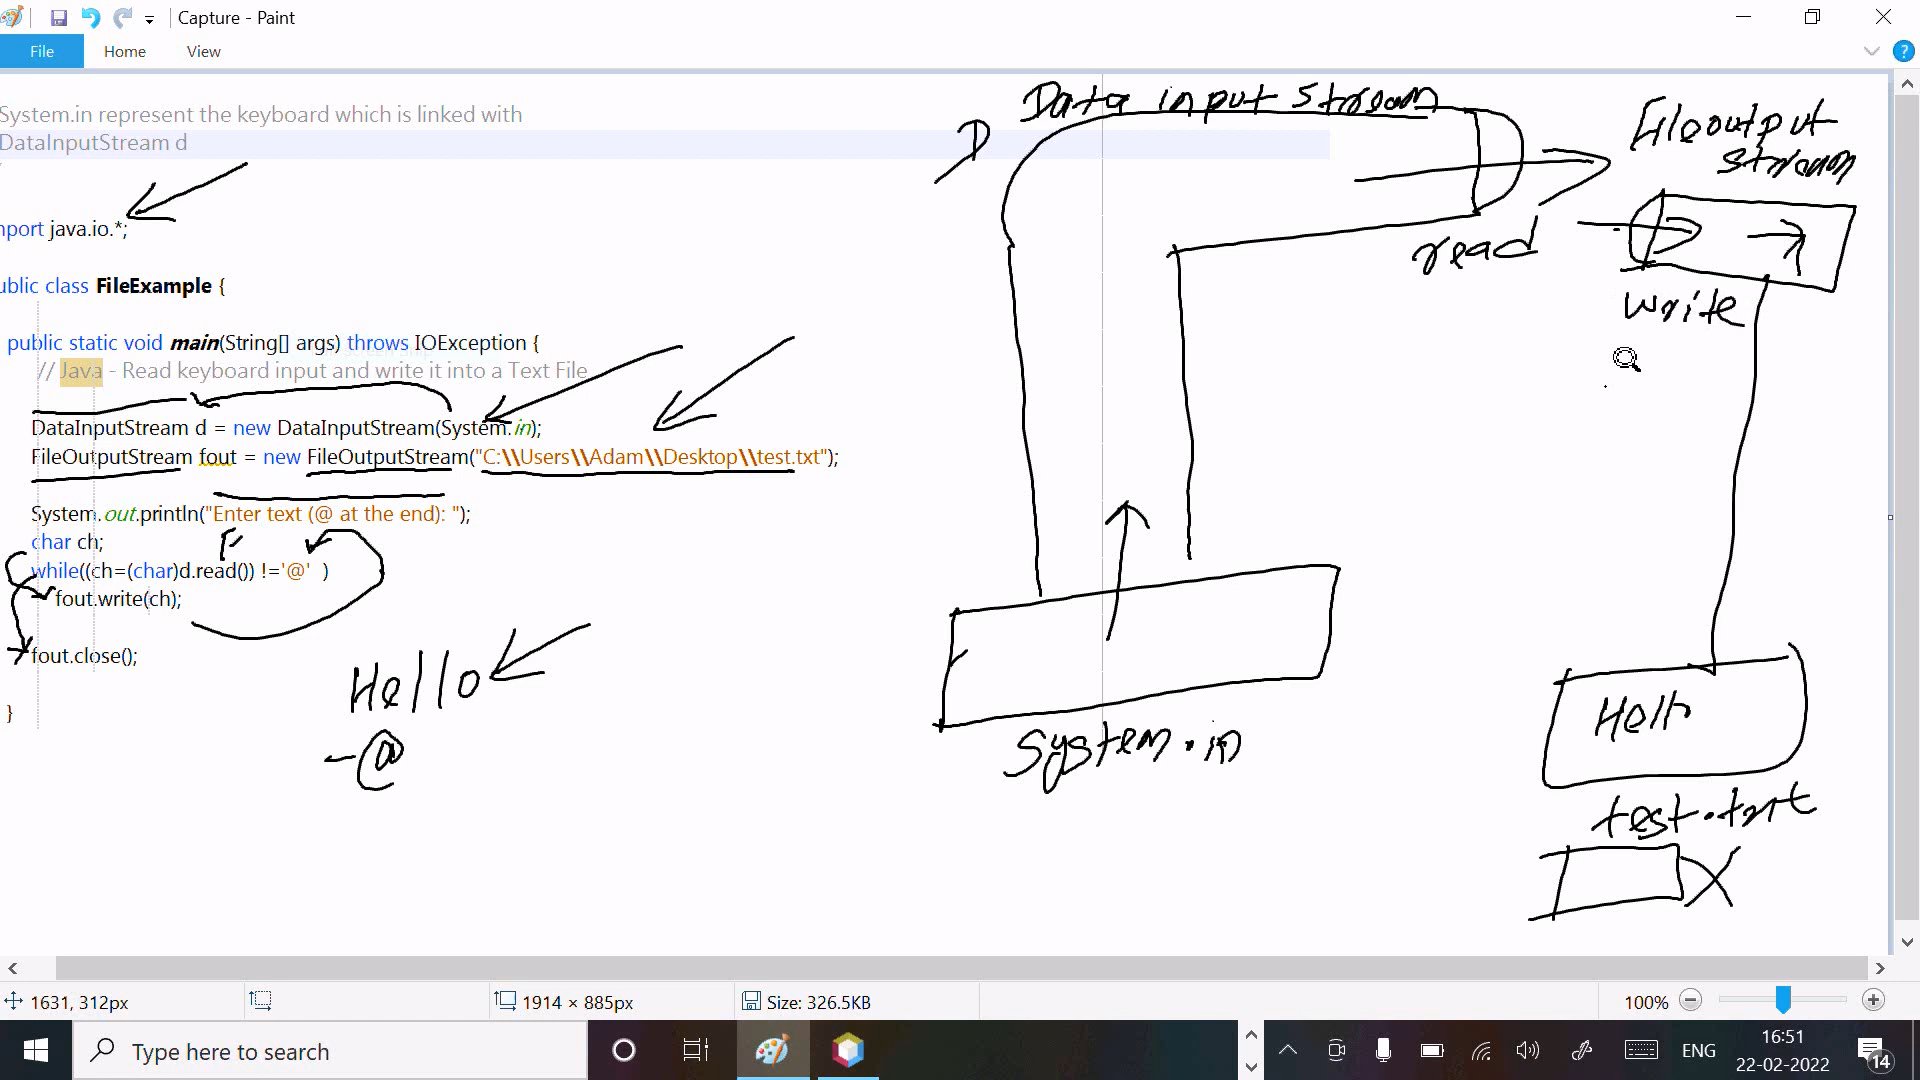 Capture - Paint
File Home View
System.in represent the keyboard which is linked with
DataInputStream d
mport java.io.*;
ublic class FileExample {
public static void main(String[] args) throws IOException {
// Java - Read keyboard input and write it into a Text File
DataInputStream d = new DataInputStream(System.in);
FileOutputStream fout = new FileOutputStream("C:\\Users\\Adam\\Desktop\\test.txt");
System.out.println("Enter text (@ at the end): ");
char ch;
while((ch=(char)d.read()) !='@' )
fout.write(ch);
fout.close();
}
Hello
@
Data input stream
D
read
System.in
Fileoutput
stream
write
Hello
test.txt
1631, 312px
1914 × 885px
Size: 326.5KB
100%
Type here to search
ENG
16:51
22-02-2022
14